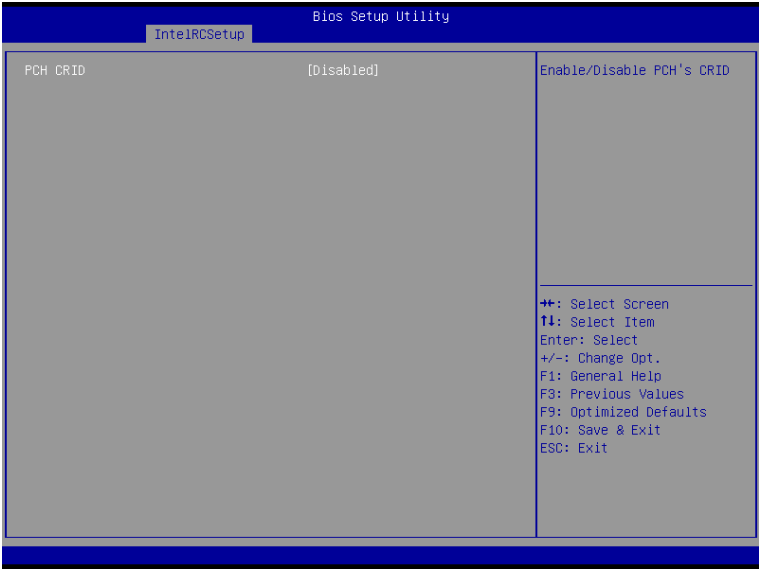 Bios Setup Utility
IntelRCSetup
PCH CRID [Disabled]
Enable/Disable PCH's CRID
→←: Select Screen
↑↓: Select Item
Enter: Select
+/-: Change Opt.
F1: General Help
F3: Previous Values
F9: Optimized Defaults
F10: Save & Exit
ESC: Exit